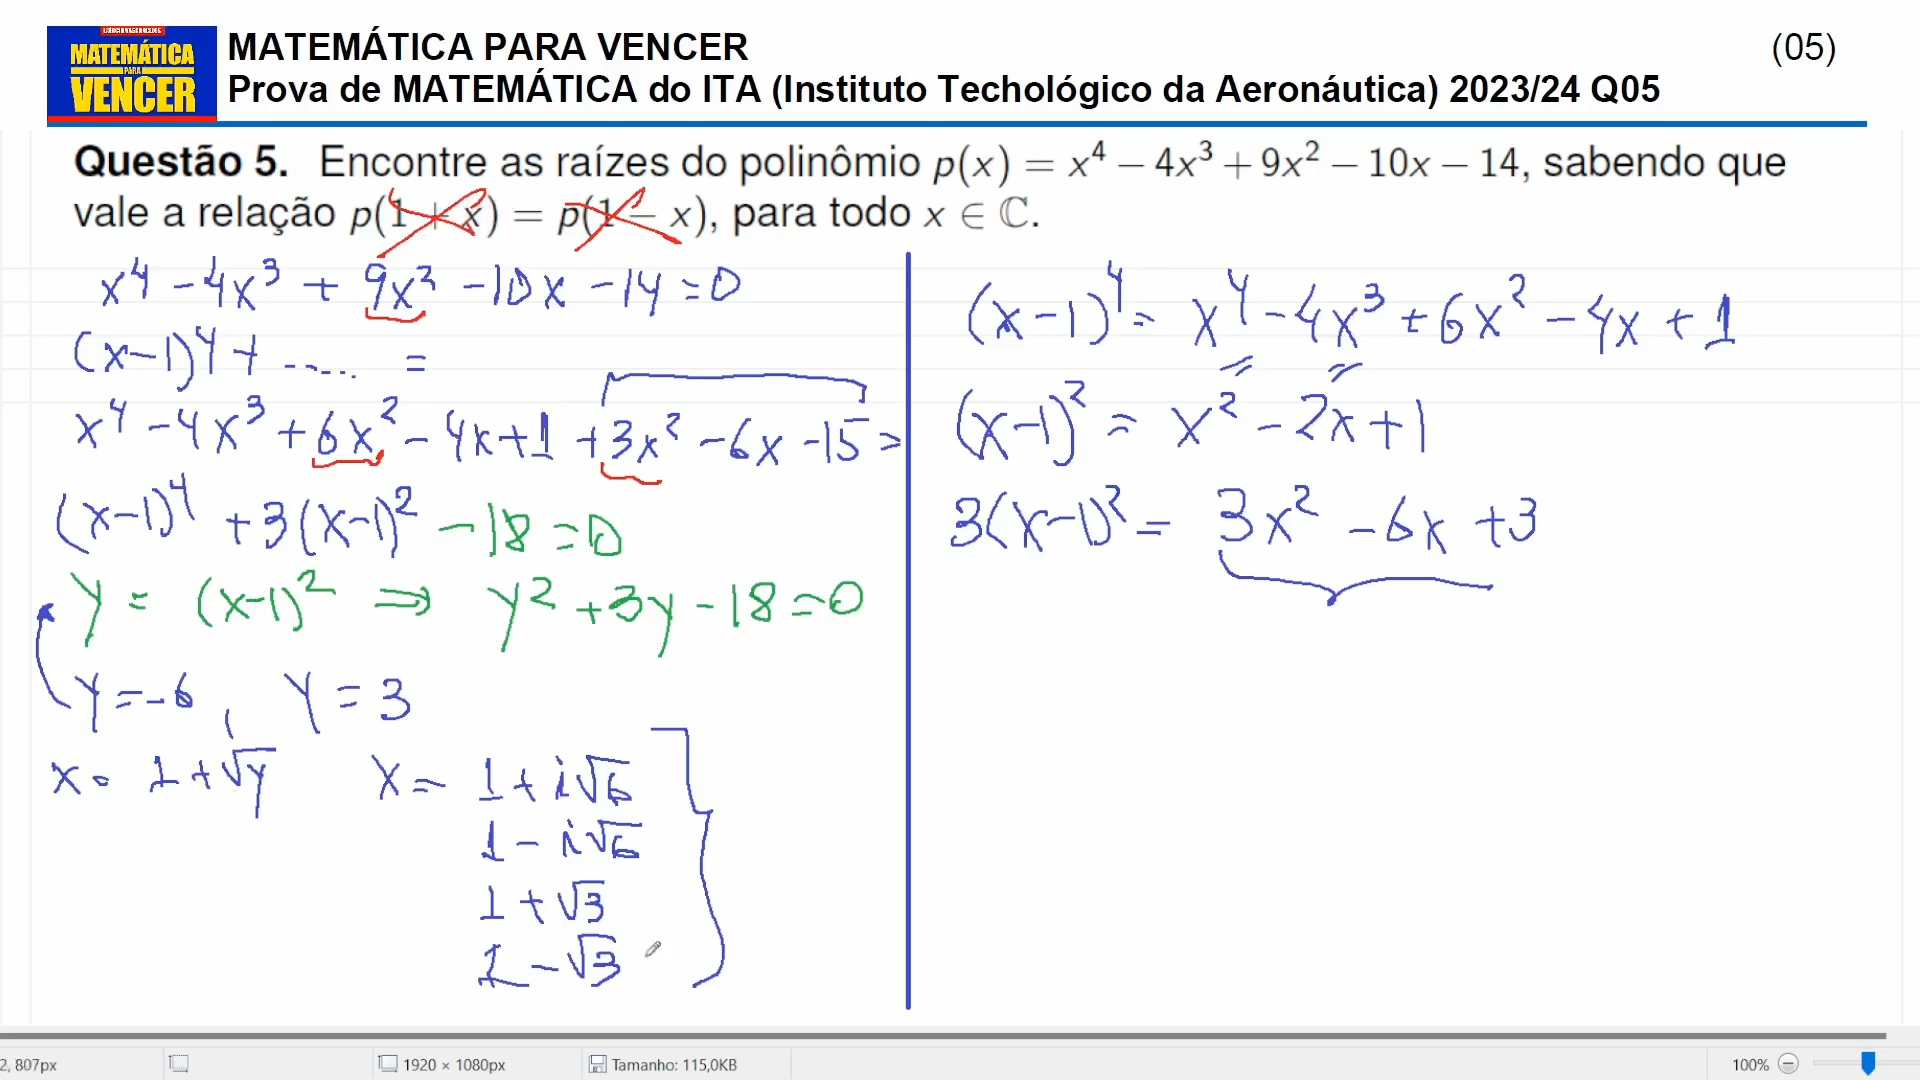 MATEMÁTICA
PARA
VENCER
MATEMÁTICA PARA VENCER
(05)
Prova de MATEMÁTICA do ITA (Instituto Techológico da Aeronáutica) 2023/24 Q05
Questão 5. Encontre as raízes do polinômio p(x) = x⁴ − 4x³ + 9x² − 10x − 14, sabendo que
vale a relação p(1 + x) = p(1 − x), para todo x ∈ ℂ.
x⁴ − 4x³ + 9x² − 10x − 14 = 0
(x−1)⁴ + ...... =
x⁴ − 4x³ + 6x² − 4x + 1 + 3x² − 6x − 15 =
(x−1)⁴ + 3(x−1)² − 18 = 0
y = (x−1)² ⇒ y² + 3y − 18 = 0
y = −6, y = 3
x = 1 + √y x = 1 + i√6
1 − i√6
1 + √3
1 − √3
(x−1)⁴ = x⁴ − 4x³ + 6x² − 4x + 1
(x−1)² = x² − 2x + 1
3(x−1)² = 3x² − 6x + 3
2, 807px
1920 × 1080px
Tamanho: 115,0KB
100%